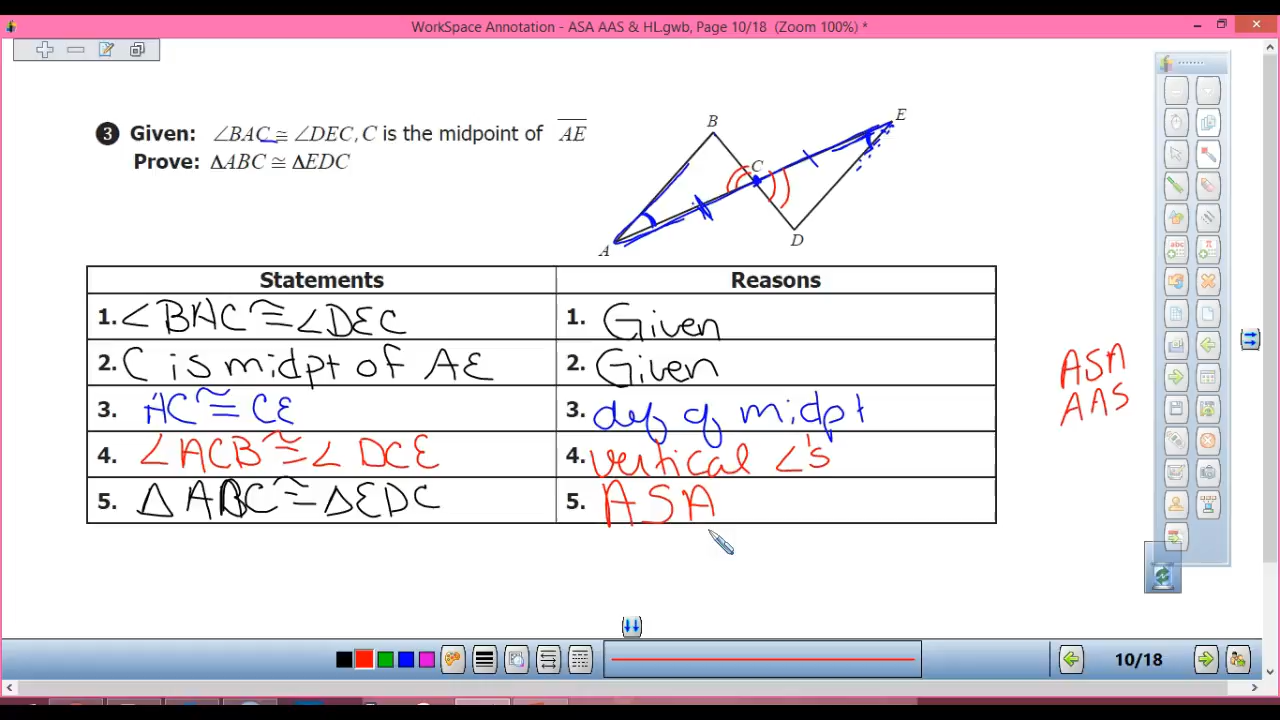 WorkSpace Annotation - ASA AAS & HL.gwb, Page 10/18 (Zoom 100%) *
3 Given: ∠BAC ≅ ∠DEC, C is the midpoint of A̅E̅
Prove: ΔABC ≅ ΔEDC
B
E
C
A
D
Statements Reasons
1. ∠BAC ≅ ∠DEC 1. Given
2. C is midpt of AE 2. Given
3. AC ≅ CE 3. def of midpt
4. ∠ACB ≅ ∠DCE 4. vertical ∠'s
5. ΔABC ≅ ΔEDC 5. ASA
ASA
AAS
abc
π
10/18